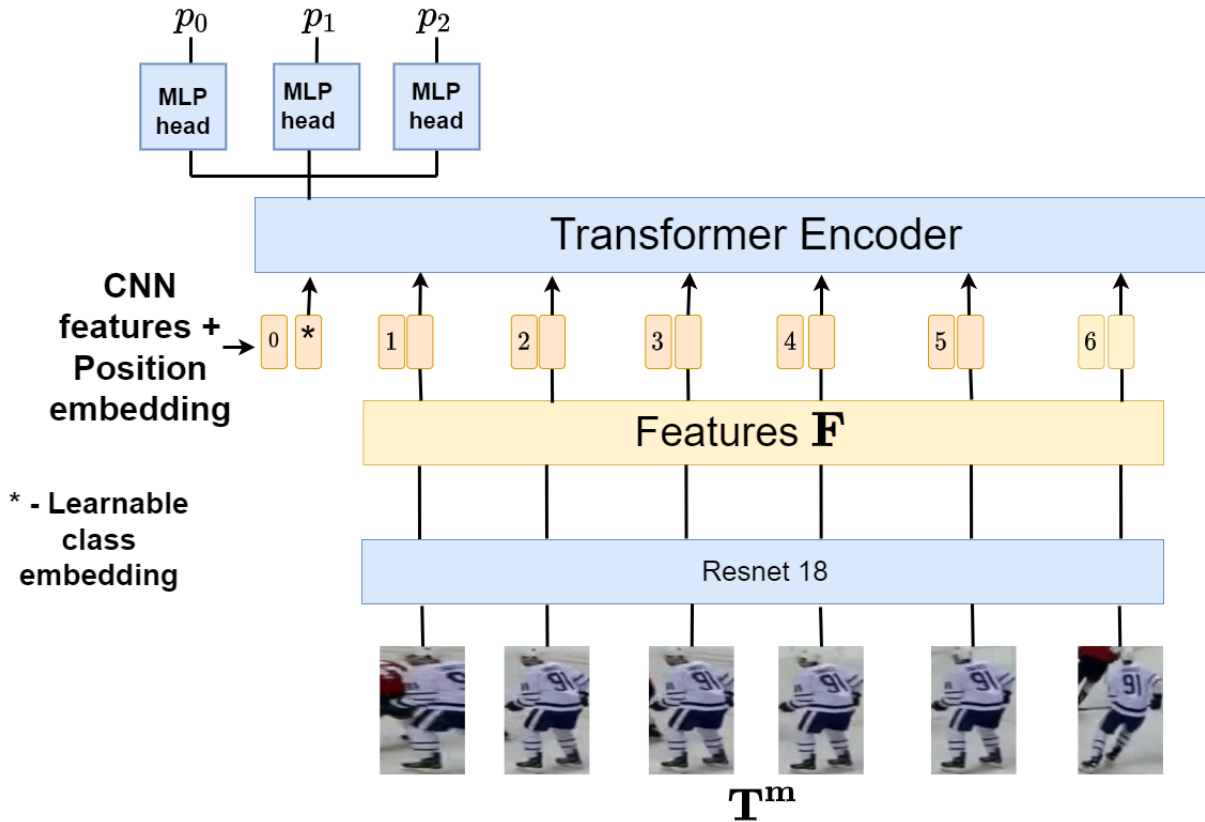 p₀ p₁ p₂
MLP head MLP head MLP head
Transformer Encoder
CNN
features +
Position
embedding
0 * 1 2 3 4 5 6
Features F
* - Learnable
class
embedding
Resnet 18
91 91 91 91 91
Tᵐ